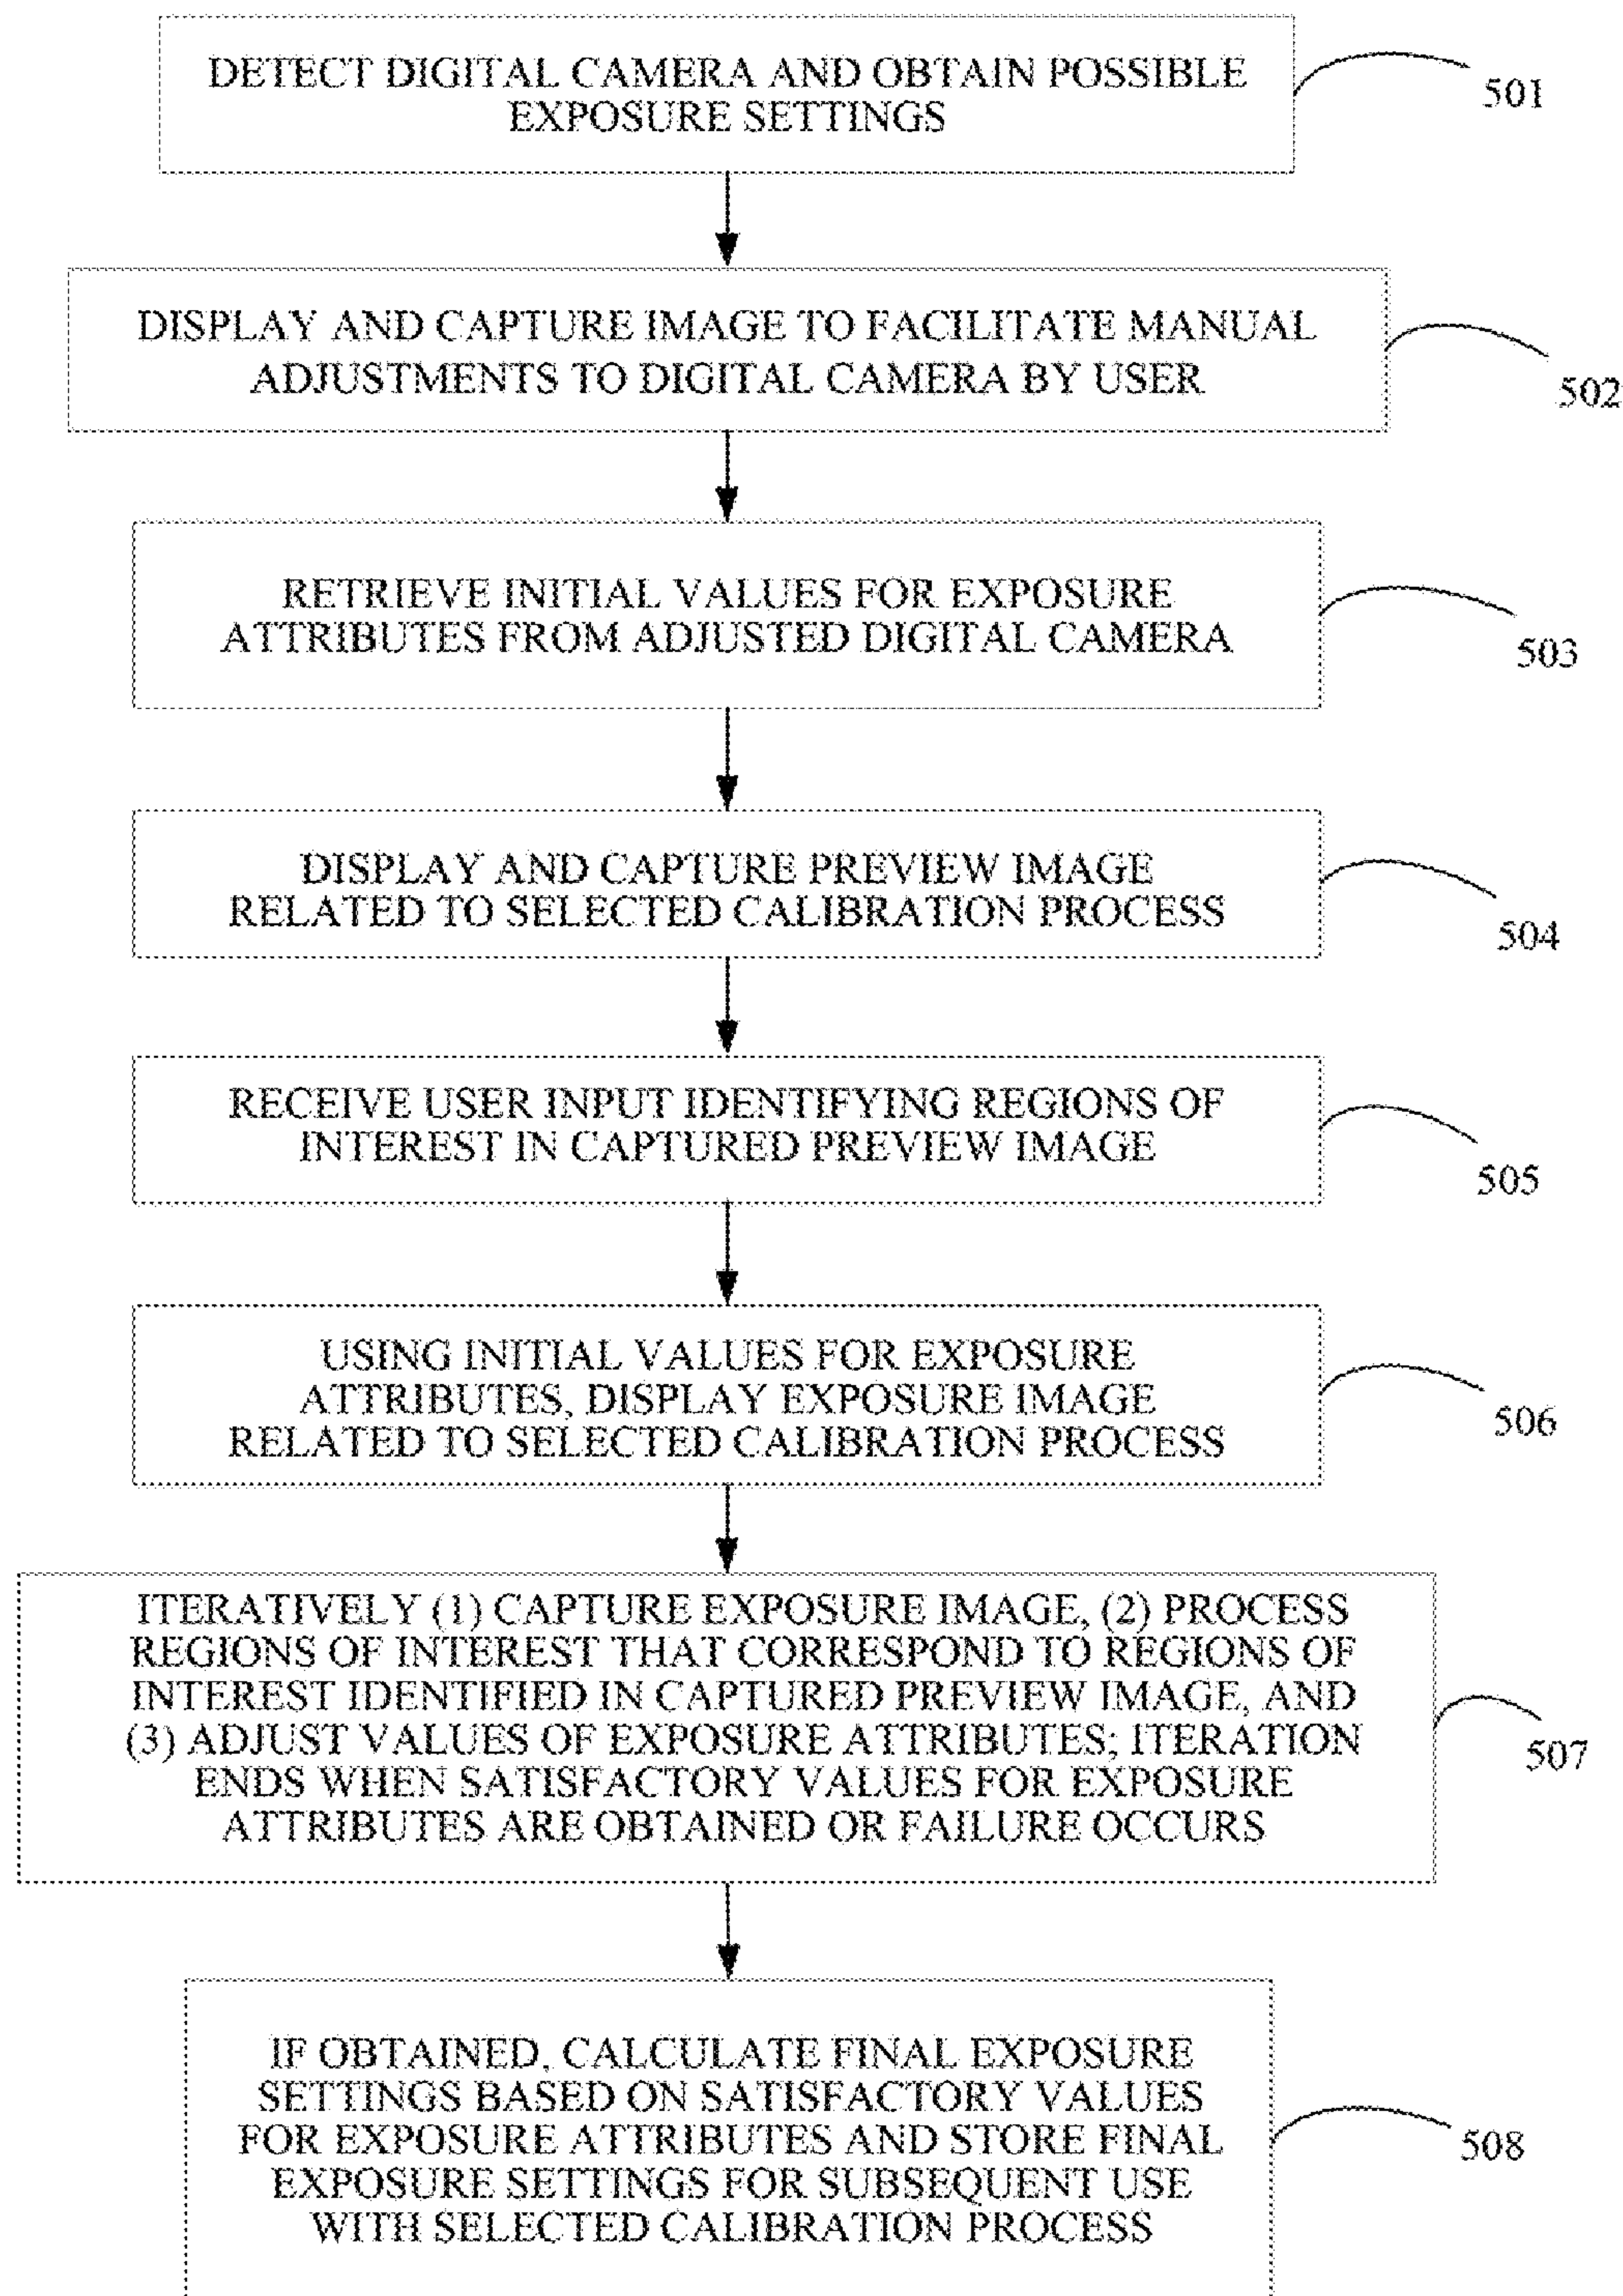 DETECT DIGITAL CAMERA AND OBTAIN POSSIBLE
EXPOSURE SETTINGS
501
DISPLAY AND CAPTURE IMAGE TO FACILITATE MANUAL
ADJUSTMENTS TO DIGITAL CAMERA BY USER
502
RETRIEVE INITIAL VALUES FOR EXPOSURE
ATTRIBUTES FROM ADJUSTED DIGITAL CAMERA
503
DISPLAY AND CAPTURE PREVIEW IMAGE
RELATED TO SELECTED CALIBRATION PROCESS
504
RECEIVE USER INPUT IDENTIFYING REGIONS OF
INTEREST IN CAPTURED PREVIEW IMAGE
505
USING INITIAL VALUES FOR EXPOSURE
ATTRIBUTES, DISPLAY EXPOSURE IMAGE
RELATED TO SELECTED CALIBRATION PROCESS
506
ITERATIVELY (1) CAPTURE EXPOSURE IMAGE, (2) PROCESS
REGIONS OF INTEREST THAT CORRESPOND TO REGIONS OF
INTEREST IDENTIFIED IN CAPTURED PREVIEW IMAGE, AND
(3) ADJUST VALUES OF EXPOSURE ATTRIBUTES; ITERATION
ENDS WHEN SATISFACTORY VALUES FOR EXPOSURE
ATTRIBUTES ARE OBTAINED OR FAILURE OCCURS
507
IF OBTAINED, CALCULATE FINAL EXPOSURE
SETTINGS BASED ON SATISFACTORY VALUES
FOR EXPOSURE ATTRIBUTES AND STORE FINAL
EXPOSURE SETTINGS FOR SUBSEQUENT USE
WITH SELECTED CALIBRATION PROCESS
508